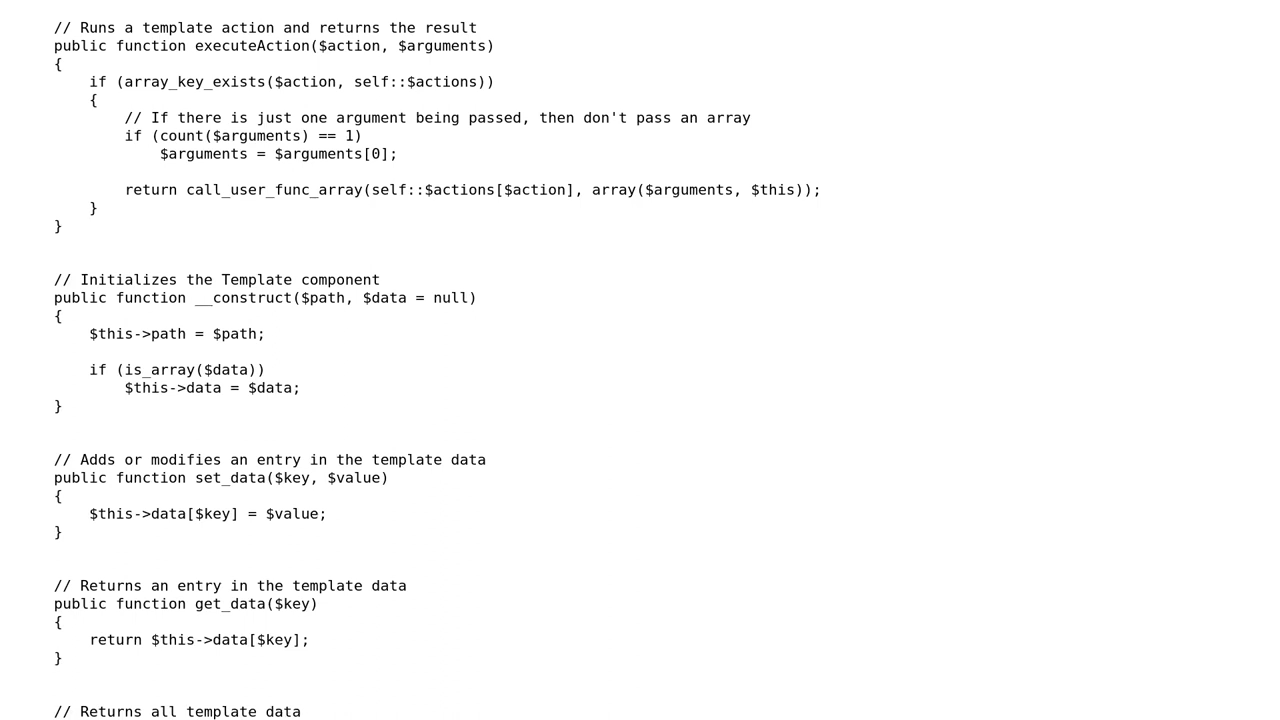 // Runs a template action and returns the result
public function executeAction($action, $arguments)
{
    if (array_key_exists($action, self::$actions))
    {
        // If there is just one argument being passed, then don't pass an array
        if (count($arguments) == 1)
            $arguments = $arguments[0];

        return call_user_func_array(self::$actions[$action], array($arguments, $this));
    }
}

// Initializes the Template component
public function __construct($path, $data = null)
{
    $this->path = $path;

    if (is_array($data))
        $this->data = $data;
}

// Adds or modifies an entry in the template data
public function set_data($key, $value)
{
    $this->data[$key] = $value;
}

// Returns an entry in the template data
public function get_data($key)
{
    return $this->data[$key];
}

// Returns all template data